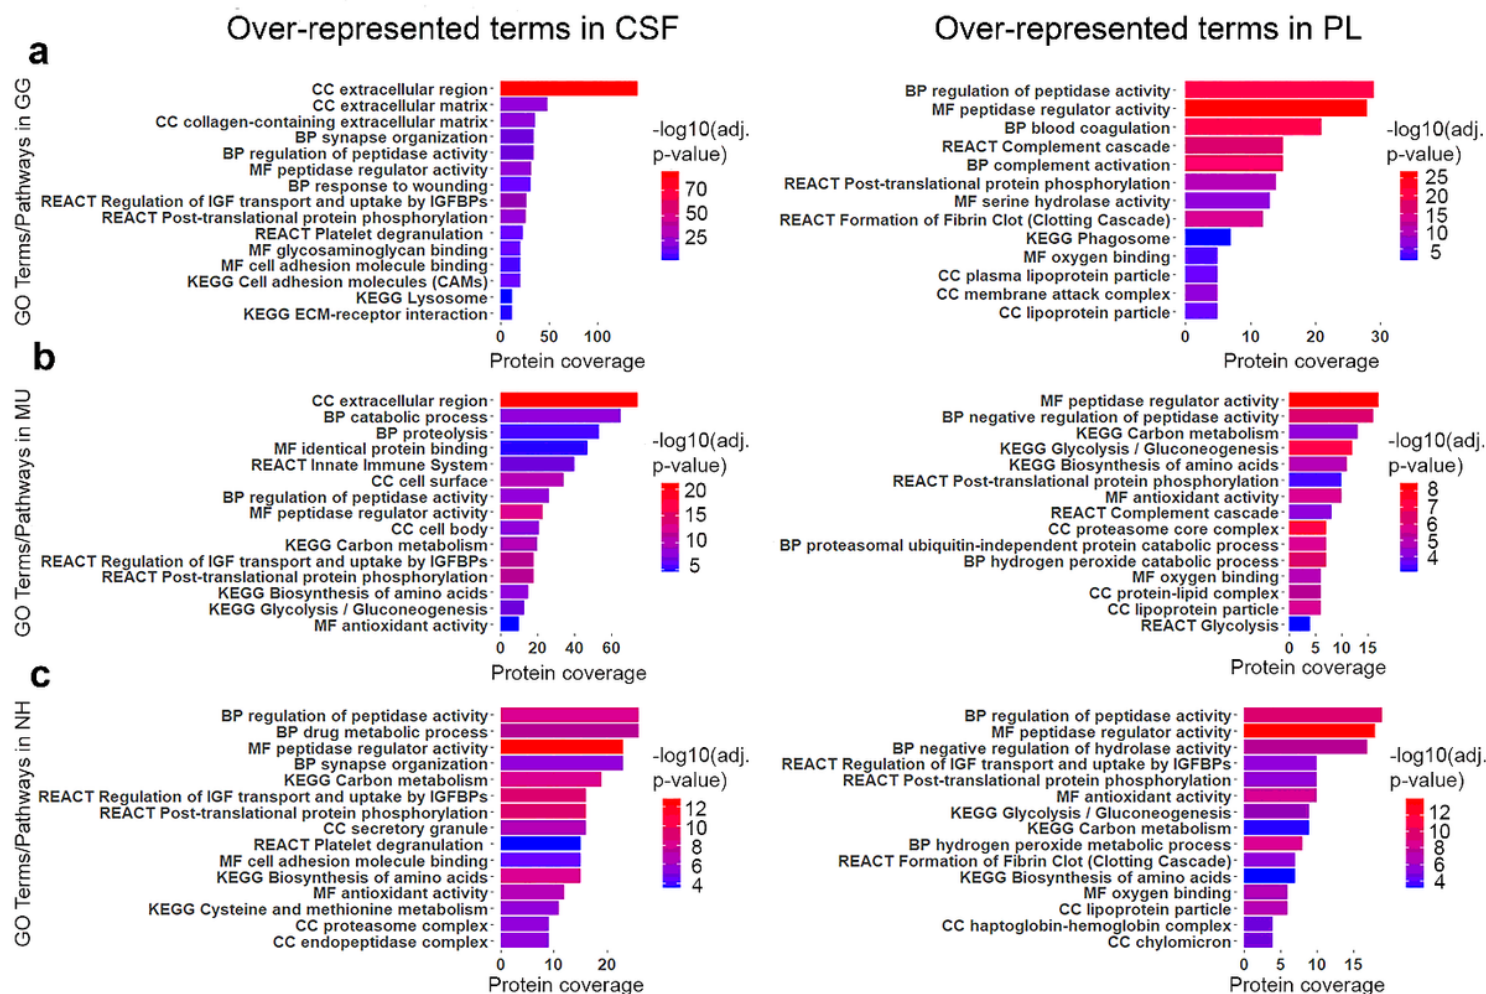 Over-represented terms in CSF
Over-represented terms in PL
a
GO Terms/Pathways in GG
CC extracellular region
CC extracellular matrix
CC collagen-containing extracellular matrix
BP synapse organization
BP regulation of peptidase activity
MF peptidase regulator activity
BP response to wounding
REACT Regulation of IGF transport and uptake by IGFBPs
REACT Post-translational protein phosphorylation
REACT Platelet degranulation
MF glycosaminoglycan binding
MF cell adhesion molecule binding
KEGG Cell adhesion molecules (CAMs)
KEGG Lysosome
KEGG ECM-receptor interaction
0 50 100
Protein coverage
-log10(adj.
p-value)
70
50
25
BP regulation of peptidase activity
MF peptidase regulator activity
BP blood coagulation
REACT Complement cascade
BP complement activation
REACT Post-translational protein phosphorylation
MF serine hydrolase activity
REACT Formation of Fibrin Clot (Clotting Cascade)
KEGG Phagosome
MF oxygen binding
CC plasma lipoprotein particle
CC membrane attack complex
CC lipoprotein particle
0 10 20 30
Protein coverage
-log10(adj.
p-value)
25
20
15
10
5
b
GO Terms/Pathways in MU
CC extracellular region
BP catabolic process
BP proteolysis
MF identical protein binding
REACT Innate Immune System
CC cell surface
BP regulation of peptidase activity
MF peptidase regulator activity
CC cell body
KEGG Carbon metabolism
REACT Regulation of IGF transport and uptake by IGFBPs
REACT Post-translational protein phosphorylation
KEGG Biosynthesis of amino acids
KEGG Glycolysis / Gluconeogenesis
MF antioxidant activity
0 20 40 60
Protein coverage
-log10(adj.
p-value)
20
15
10
5
MF peptidase regulator activity
BP negative regulation of peptidase activity
KEGG Carbon metabolism
KEGG Glycolysis / Gluconeogenesis
KEGG Biosynthesis of amino acids
REACT Post-translational protein phosphorylation
MF antioxidant activity
REACT Complement cascade
CC proteasome core complex
BP proteasomal ubiquitin-independent protein catabolic process
BP hydrogen peroxide catabolic process
MF oxygen binding
CC protein-lipid complex
CC lipoprotein particle
REACT Glycolysis
0 5 10 15
Protein coverage
-log10(adj.
p-value)
8
7
6
5
4
c
GO Terms/Pathways in NH
BP regulation of peptidase activity
BP drug metabolic process
MF peptidase regulator activity
BP synapse organization
KEGG Carbon metabolism
REACT Regulation of IGF transport and uptake by IGFBPs
REACT Post-translational protein phosphorylation
CC secretory granule
REACT Platelet degranulation
MF cell adhesion molecule binding
KEGG Biosynthesis of amino acids
MF antioxidant activity
KEGG Cysteine and methionine metabolism
CC proteasome complex
CC endopeptidase complex
0 10 20
Protein coverage
-log10(adj.
p-value)
12
10
8
6
4
BP regulation of peptidase activity
MF peptidase regulator activity
BP negative regulation of hydrolase activity
REACT Regulation of IGF transport and uptake by IGFBPs
REACT Post-translational protein phosphorylation
MF antioxidant activity
KEGG Glycolysis / Gluconeogenesis
KEGG Carbon metabolism
BP hydrogen peroxide metabolic process
REACT Formation of Fibrin Clot (Clotting Cascade)
KEGG Biosynthesis of amino acids
MF oxygen binding
CC lipoprotein particle
CC haptoglobin-hemoglobin complex
CC chylomicron
0 5 10 15
Protein coverage
-log10(adj.
p-value)
12
10
8
6
4